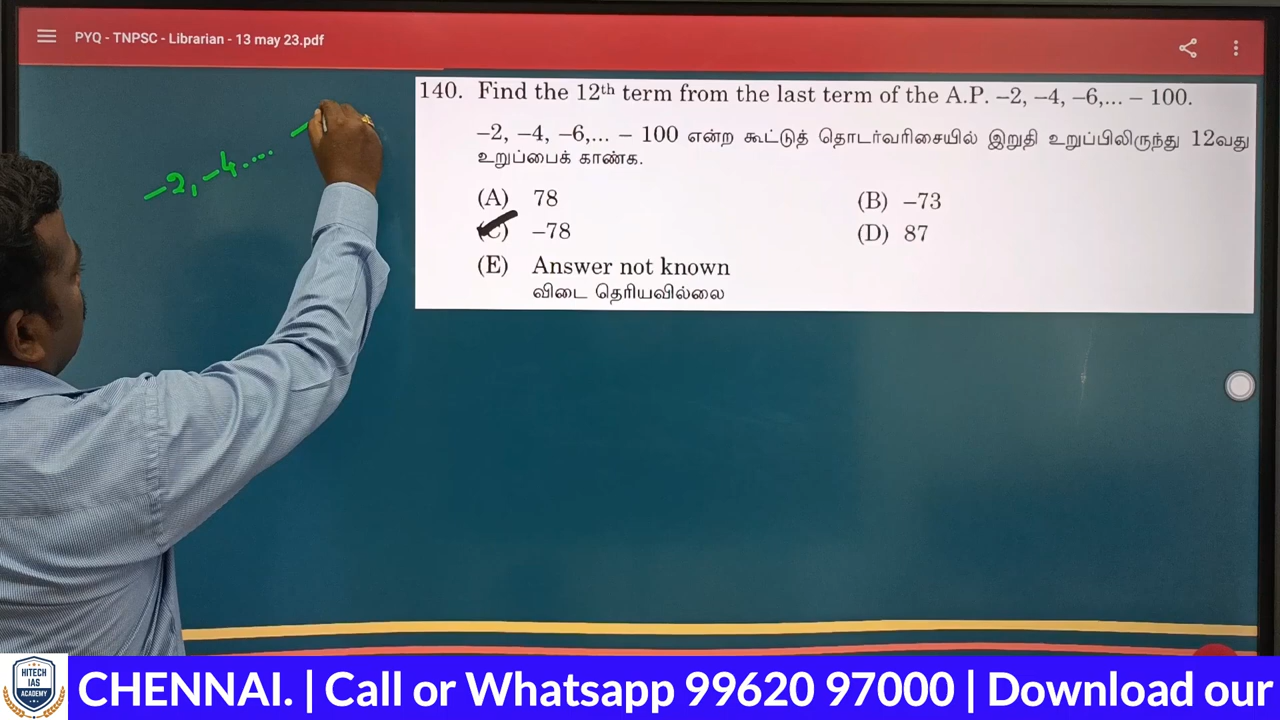 PYQ - TNPSC - Librarian - 13 may 23.pdf
140. Find the 12th term from the last term of the A.P. –2, –4, –6,... – 100.
–2, –4, –6,... – 100 என்ற கூட்டுத் தொடர்வரிசையில் இறுதி உறுப்பிலிருந்து 12வது
உறுப்பைக் காண்க.
(A) 78
(B) –73
(C) –78
(D) 87
(E) Answer not known
விடை தெரியவில்லை
–2, –4.... –
HITECH
IAS
ACADEMY
CHENNAI. | Call or Whatsapp 99620 97000 | Download our